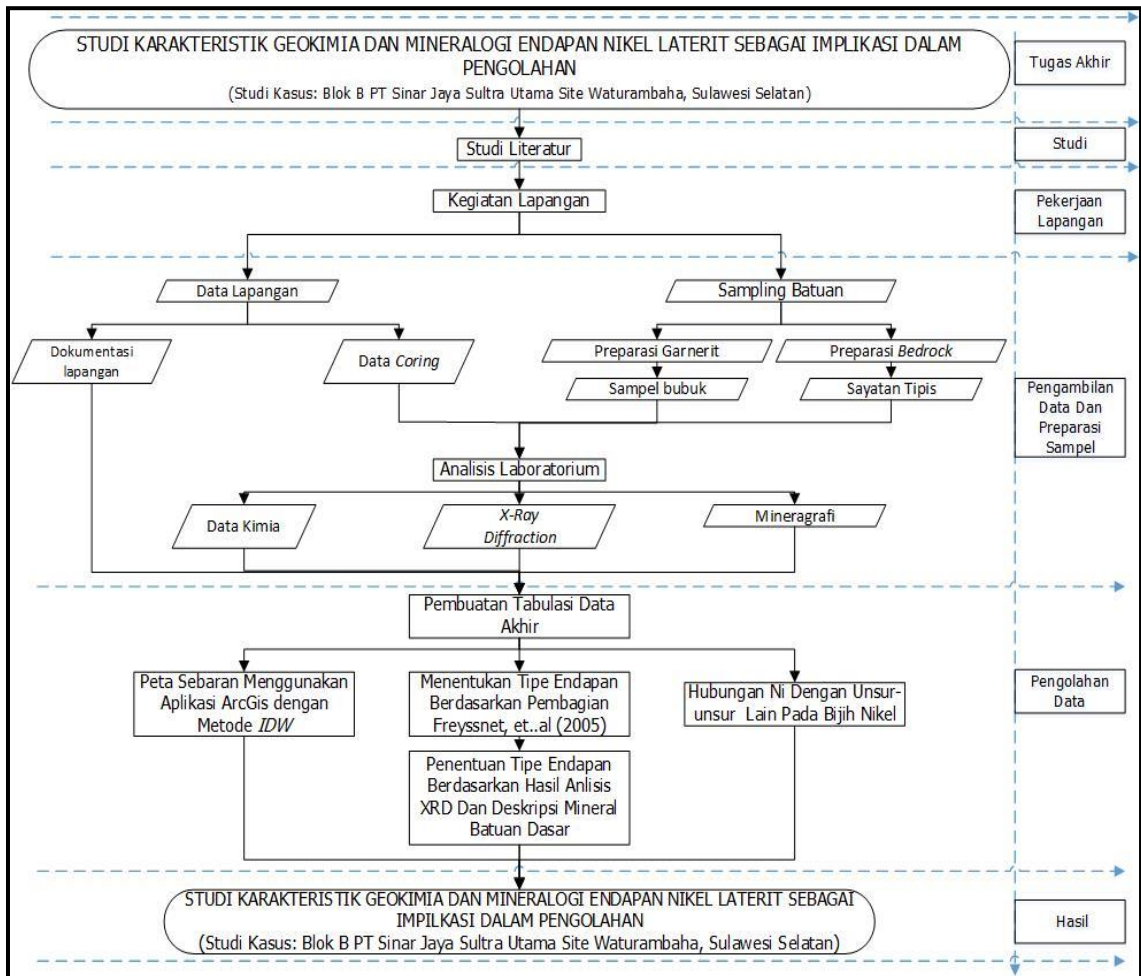 STUDI KARAKTERISTIK GEOKIMIA DAN MINERALOGI ENDAPAN NIKEL LATERIT SEBAGAI IMPLIKASI DALAM
PENGOLAHAN
(Studi Kasus: Blok B PT Sinar Jaya Sultra Utama Site Waturambaha, Sulawesi Selatan)
Tugas Akhir
Studi Literatur
Studi
Kegiatan Lapangan
Pekerjaan
Lapangan
Data Lapangan
Sampling Batuan
Dokumentasi
lapangan
Data Coring
Preparasi Garnerit
Preparasi Bedrock
Sampel bubuk
Sayatan Tipis
Pengambilan
Data Dan
Preparasi
Sampel
Analisis Laboratorium
Data Kimia
X-Ray
Diffraction
Mineragrafi
Pembuatan Tabulasi Data
Akhir
Peta Sebaran Menggunakan
Aplikasi ArcGis dengan
Metode IDW
Menentukan Tipe Endapan
Berdasarkan Pembagian
Freyssnet, et..al (2005)
Hubungan Ni Dengan Unsur-
unsur Lain Pada Bijih Nikel
Pengolahan
Data
Penentuan Tipe Endapan
Berdasarkan Hasil Anlisis
XRD Dan Deskripsi Mineral
Batuan Dasar
STUDI KARAKTERISTIK GEOKIMIA DAN MINERALOGI ENDAPAN NIKEL LATERIT SEBAGAI
IMPILKASI DALAM PENGOLAHAN
(Studi Kasus: Blok B PT Sinar Jaya Sultra Utama Site Waturambaha, Sulawesi Selatan)
Hasil